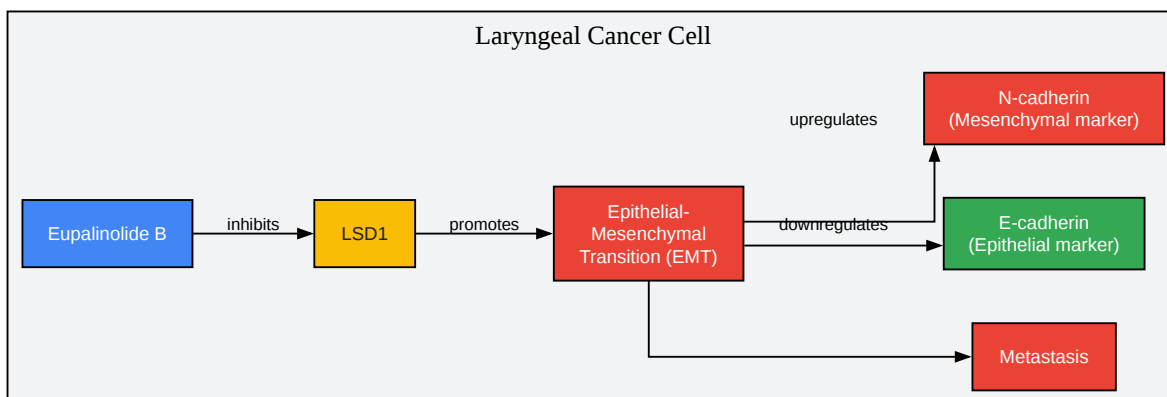 Laryngeal Cancer Cell
N-cadherin
(Mesenchymal marker)
upregulates
Eupalinolide B
inhibits
LSD1
promotes
Epithelial-
Mesenchymal
Transition (EMT)
downregulates
E-cadherin
(Epithelial marker)
Metastasis